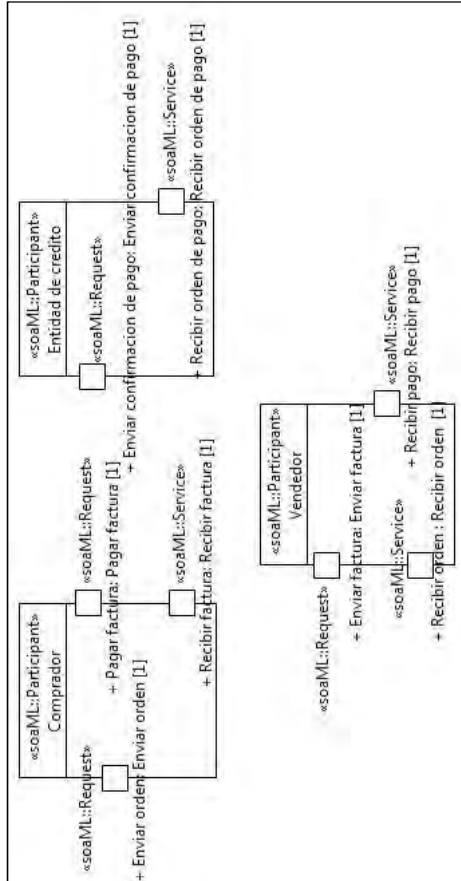 «soaML::Participant»
Comprador
«soaML::Request»
+ Enviar orden: Enviar orden [1]
«soaML::Request»
+ Pagar factura: Pagar factura [1]
«soaML::Service»
+ Recibir factura: Recibir factura [1]
«soaML::Participant»
Entidad de credito
«soaML::Request»
+ Enviar confirmacion de pago: Enviar confirmacion de pago [1]
«soaML::Service»
+ Recibir orden de pago: Recibir orden de pago [1]
«soaML::Participant»
Vendedor
«soaML::Request»
+ Enviar factura: Enviar factura [1]
«soaML::Service»
+ Recibir pago: Recibir pago [1]
«soaML::Service»
+ Recibir orden : Recibir orden [1]